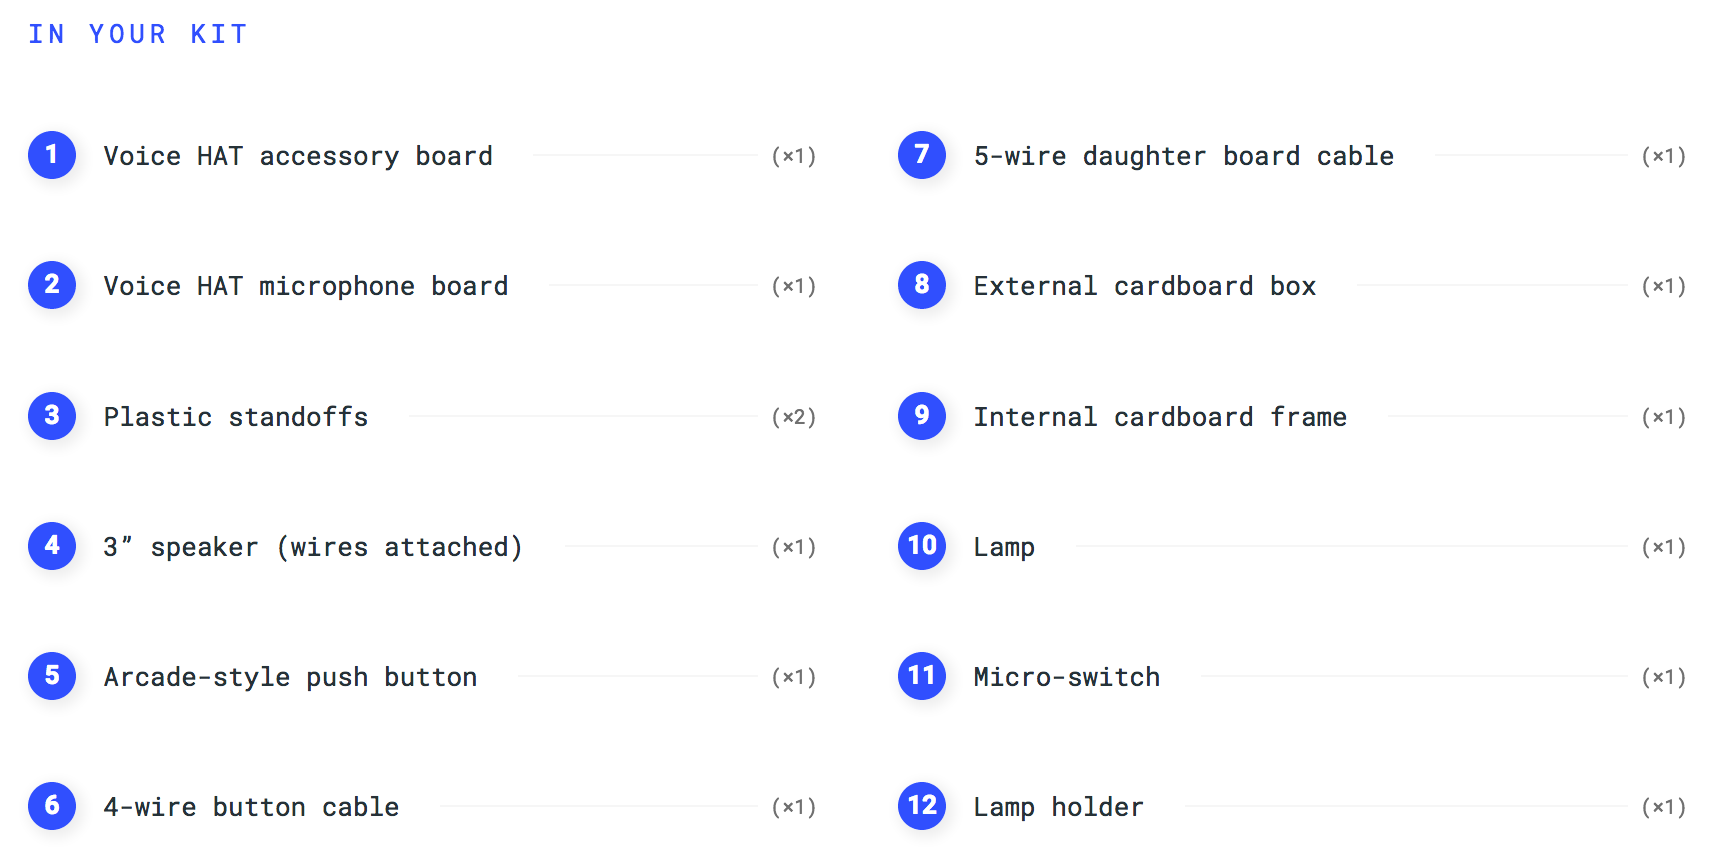 IN YOUR KIT
1 Voice HAT accessory board (×1)
2 Voice HAT microphone board (×1)
3 Plastic standoffs (×2)
4 3” speaker (wires attached) (×1)
5 Arcade-style push button (×1)
6 4-wire button cable (×1)
7 5-wire daughter board cable (×1)
8 External cardboard box (×1)
9 Internal cardboard frame (×1)
10 Lamp (×1)
11 Micro-switch (×1)
12 Lamp holder (×1)